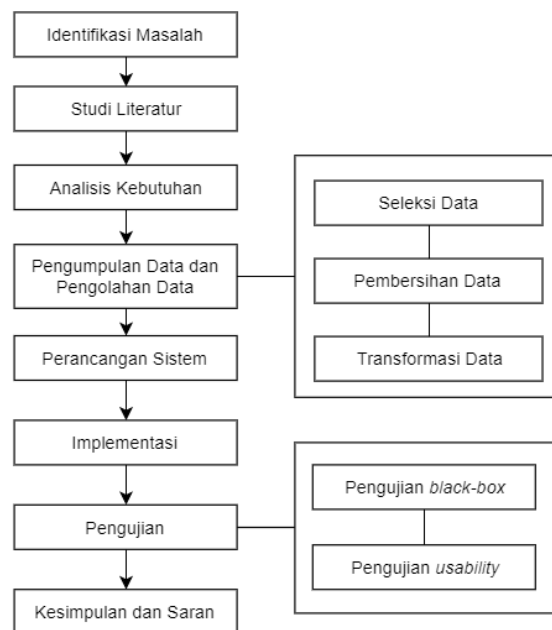 Identifikasi Masalah
Studi Literatur
Analisis Kebutuhan
Pengumpulan Data dan
Pengolahan Data
Seleksi Data
Pembersihan Data
Transformasi Data
Perancangan Sistem
Implementasi
Pengujian
Pengujian black-box
Pengujian usability
Kesimpulan dan Saran